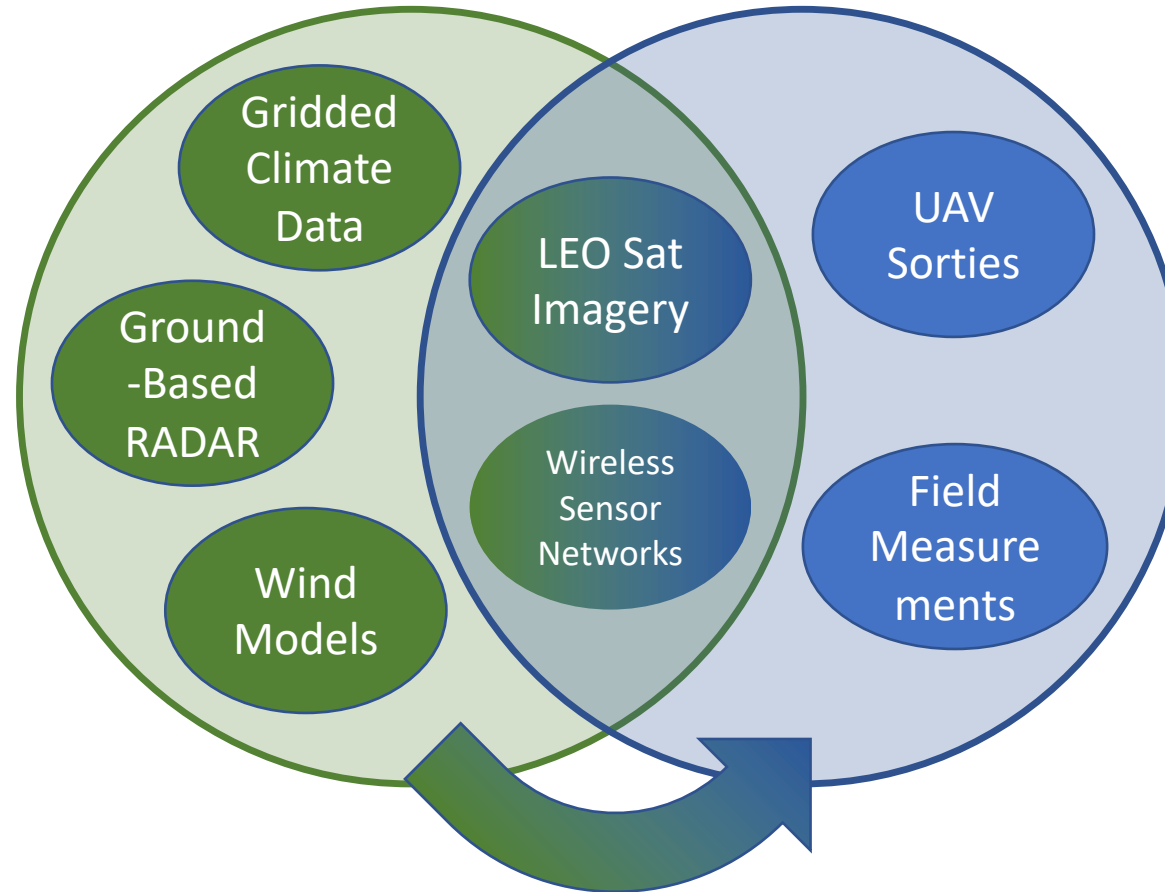 Gridded
Climate
Data
Ground
-Based
RADAR
Wind
Models
LEO Sat
Imagery
Wireless
Sensor
Networks
UAV
Sorties
Field
Measure
ments